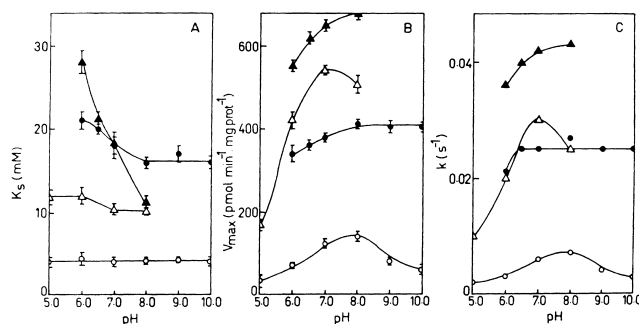 A
30
20
10
0
Ks (mM)
5.0 6.0 7.0 8.0 9.0 10.0
pH
B
600
400
200
0
Vmax (pmol min⁻¹ mg prot⁻¹)
5.0 6.0 7.0 8.0 9.0 10.0
pH
C
0.04
0.02
0.00
k (s⁻¹)
5.0 6.0 7.0 8.0 9.0 10.0
pH